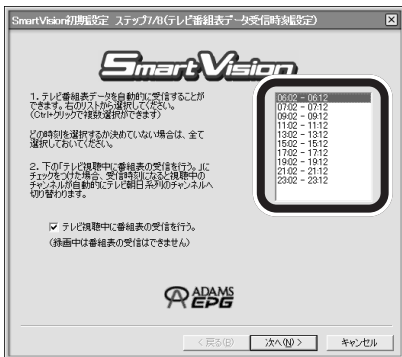 SmartVision初期設定 ステップ7/8(テレビ番組表データ受信時刻設定)
SmartVision
1. テレビ番組表データを自動的に受信することが
できます。右のリストから選択してください。
(Ctrl+クリックで複数選択ができます)
どの時刻を選択するか決めていない場合は、全て
選択しておいてください。
2. 下の「テレビ視聴中に番組表の受信を行う。」に
チェックをつけた場合、受信時刻になると視聴中の
チャンネルが自動的にテレビ朝日系列のチャンネルへ
切り替わります。
06:02 - 06:12
07:02 - 07:12
09:02 - 09:12
11:02 - 11:12
13:02 - 13:12
15:02 - 15:12
17:02 - 17:12
19:02 - 19:12
21:02 - 21:12
23:02 - 23:12
テレビ視聴中に番組表の受信を行う。
(録画中は番組表の受信はできません)
ADAMS
EPG
< 戻る(B)
次へ(N) >
キャンセル